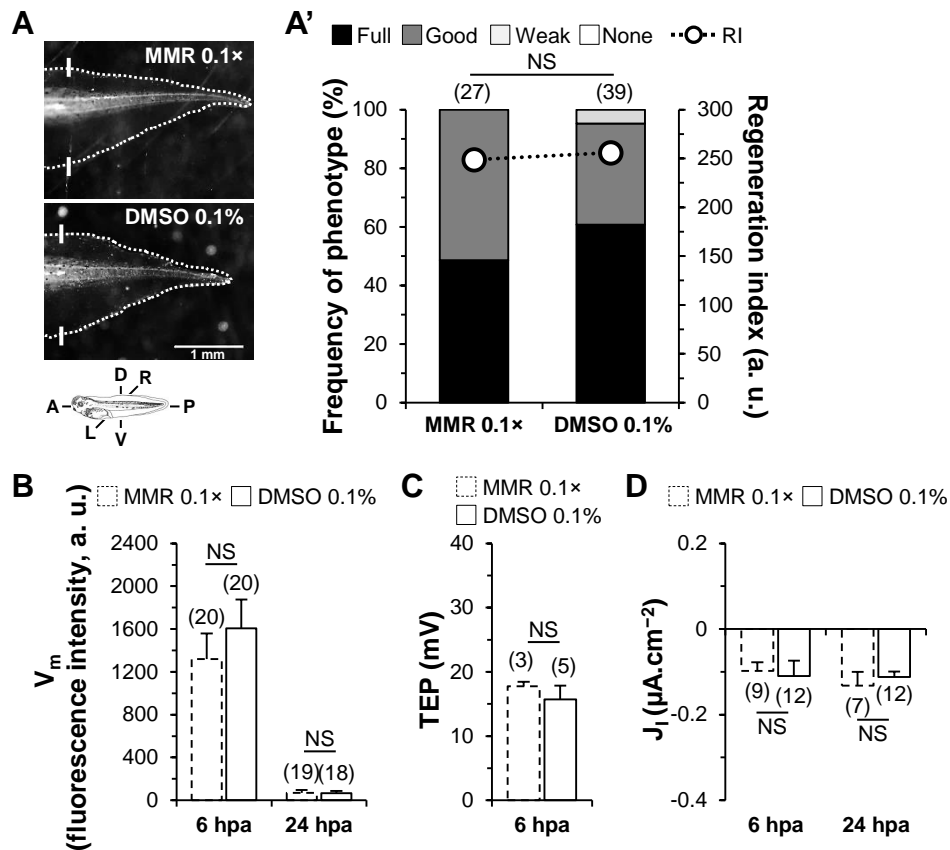 A
MMR 0.1×
DMSO 0.1%
1 mm
D
R
A
P
L
V
A'
Full Good Weak None RI
NS
(27)
(39)
Frequency of phenotype (%)
100
80
60
40
20
0
300
250
200
150
100
50
0
Regeneration index (a. u.)
MMR 0.1× DMSO 0.1%
B
MMR 0.1× DMSO 0.1%
Vm
(fluorescence intensity, a. u.)
2400
2000
1600
1200
800
400
0
NS
(20)
(20)
NS
(19)
(18)
6 hpa 24 hpa
C
MMR 0.1×
DMSO 0.1%
TEP (mV)
40
30
20
10
0
NS
(3)
(5)
6 hpa
D
MMR 0.1× DMSO 0.1%
JI (µA.cm−2)
0.2
0
-0.2
-0.4
(9)
(12)
NS
(7)
(12)
NS
6 hpa 24 hpa